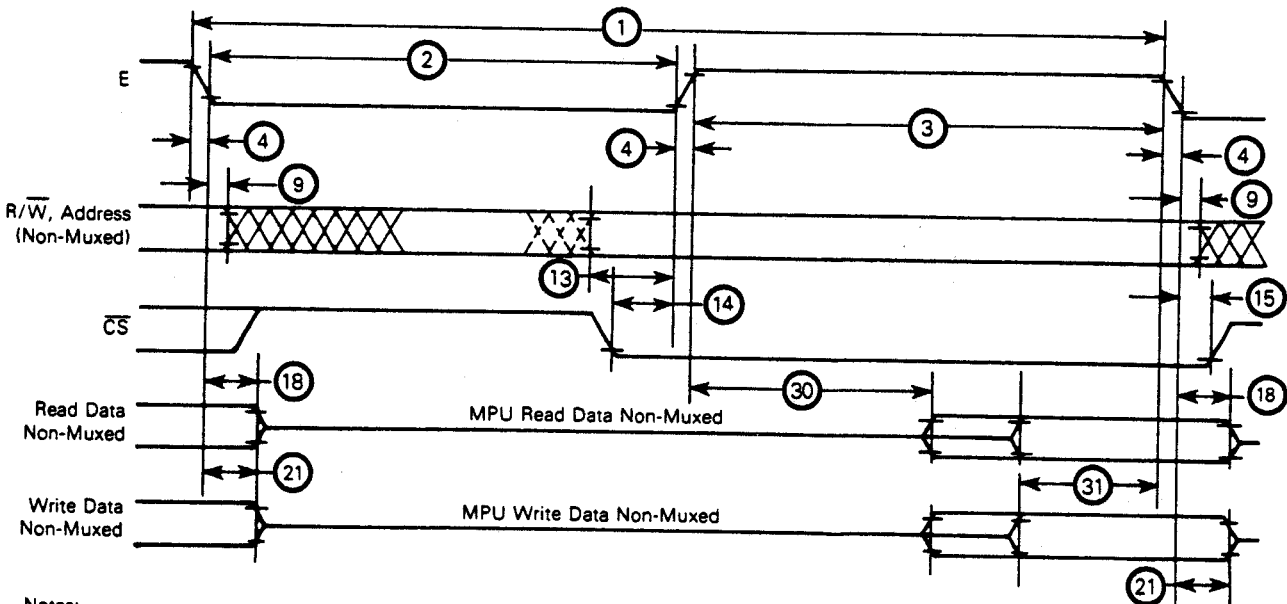 1
2
E
3
4
4
4
9
9
R/W̅, Address
(Non-Muxed)
13
14
15
C̅S̅
18
30
18
Read Data
Non-Muxed
MPU Read Data Non-Muxed
21
31
Write Data
Non-Muxed
MPU Write Data Non-Muxed
21
Notes: